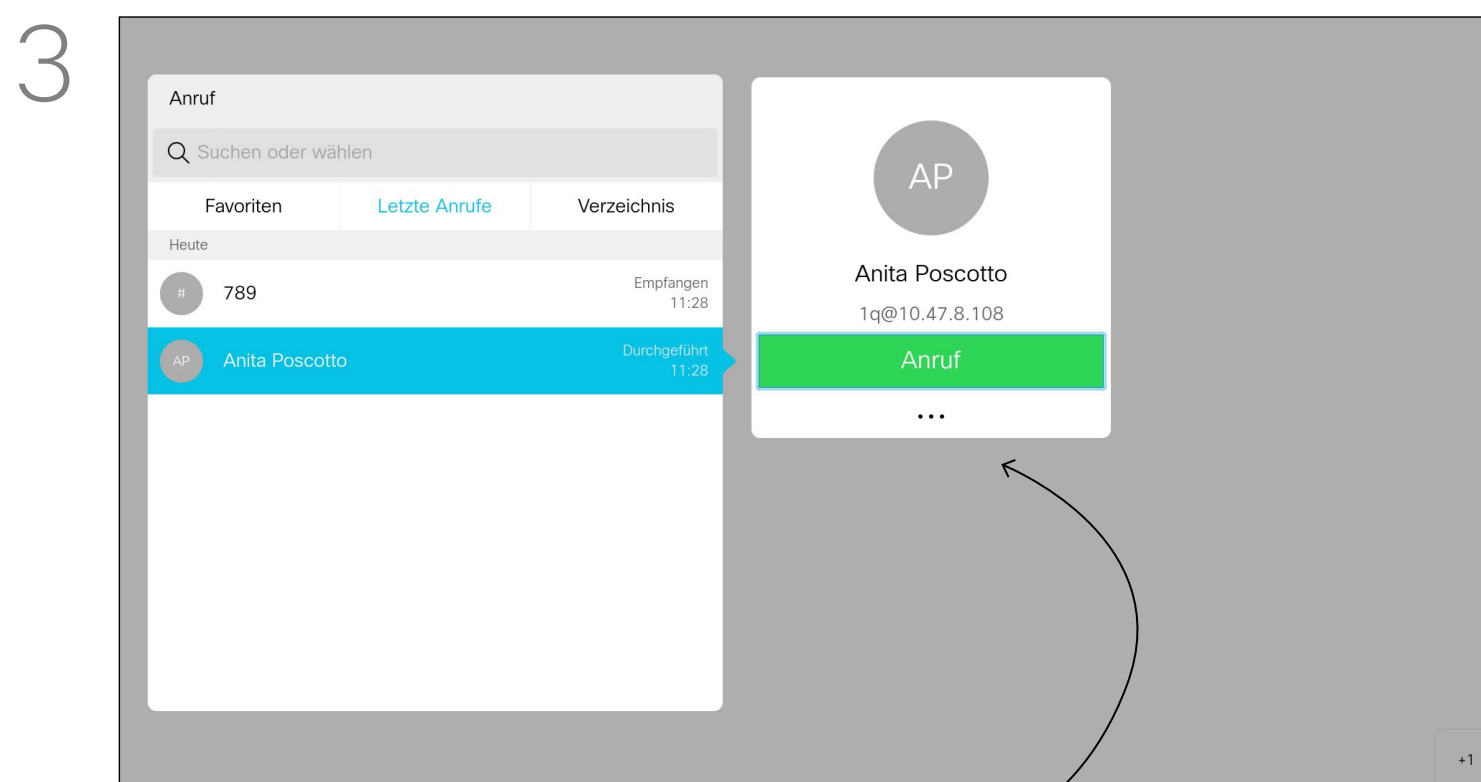 3
Anruf
Suchen oder wählen
Favoriten Letzte Anrufe Verzeichnis
Heute
# 789 Empfangen
11:28
AP Anita Poscotto Durchgeführt
11:28
AP
Anita Poscotto
1q@10.47.8.108
Anruf
...
+1